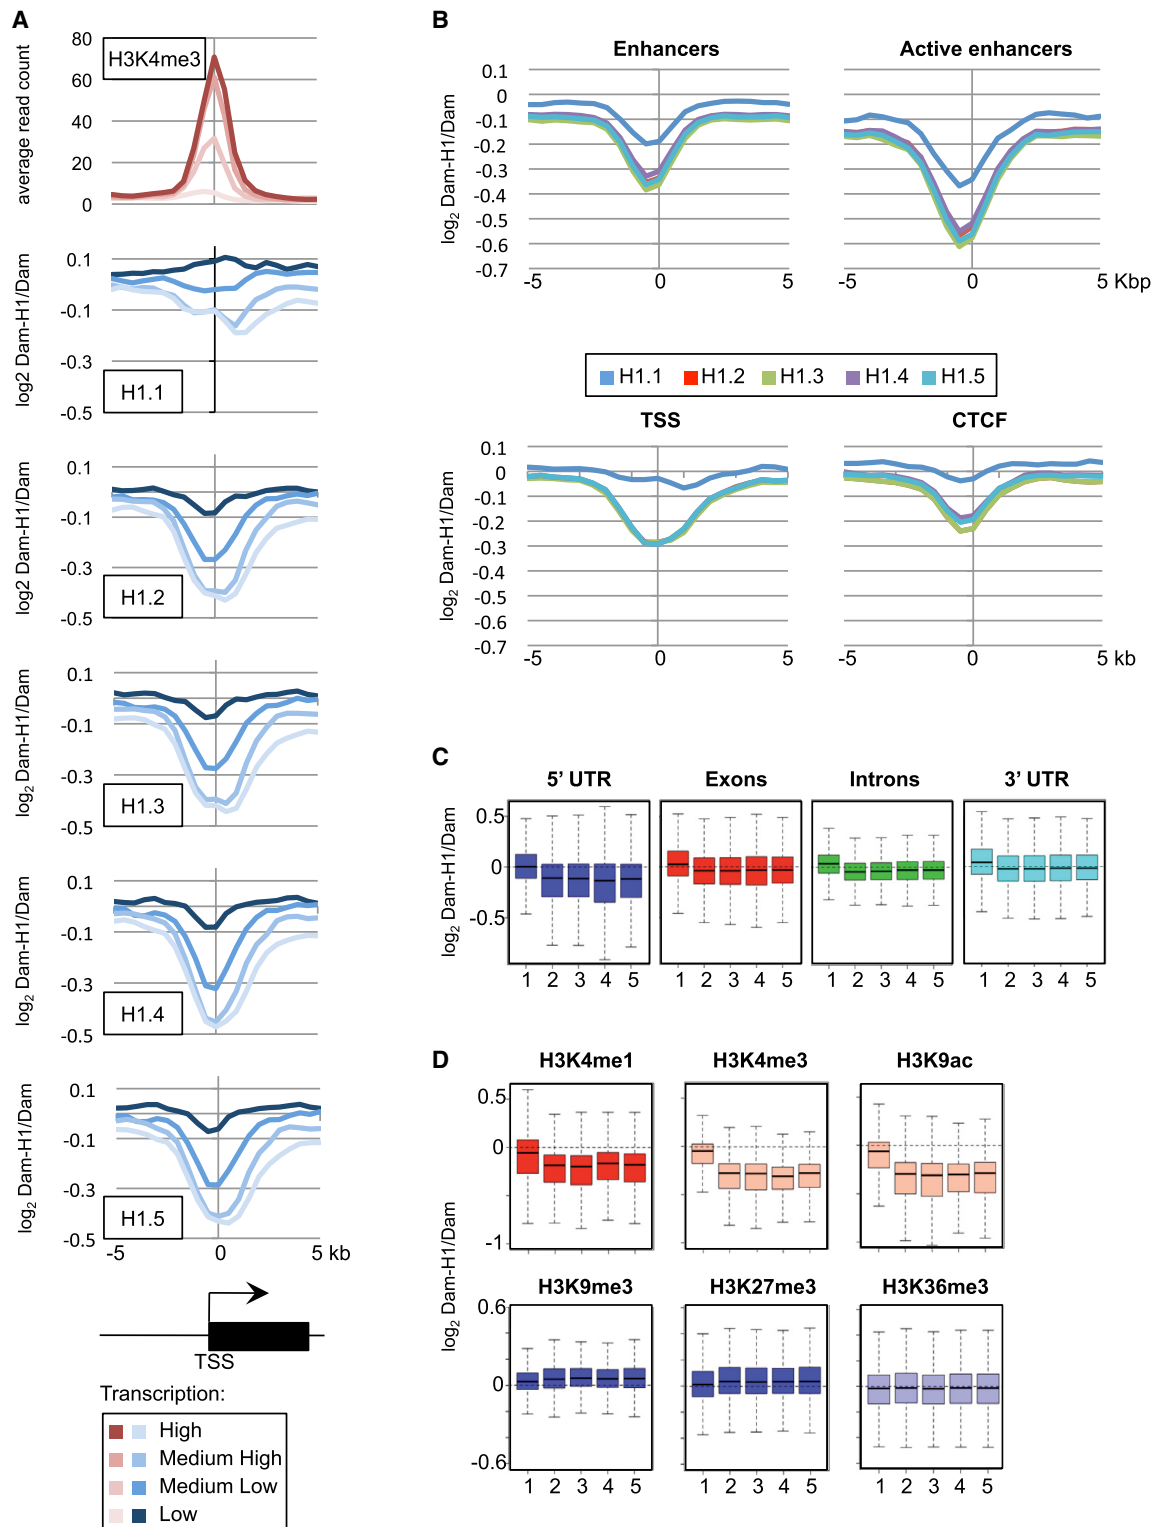 A
average read count
80
60
40
20
0
H3K4me3
log2 Dam-H1/Dam
0.1
-0.1
-0.3
-0.5
H1.1
log2 Dam-H1/Dam
0.1
-0.1
-0.3
-0.5
H1.2
log2 Dam-H1/Dam
0.1
-0.1
-0.3
-0.5
H1.3
log2 Dam-H1/Dam
0.1
-0.1
-0.3
-0.5
H1.4
log2 Dam-H1/Dam
0.1
-0.1
-0.3
-0.5
H1.5
-5 0 5 kb
TSS
Transcription:
High
Medium High
Medium Low
Low
B
Enhancers
log2 Dam-H1/Dam
0.1
0
-0.1
-0.2
-0.3
-0.4
-0.5
-0.6
-0.7
-5 0 5
Active enhancers
-5 0 5 Kbp
H1.1 H1.2 H1.3 H1.4 H1.5
TSS
log2 Dam-H1/Dam
0.1
0
-0.1
-0.2
-0.3
-0.4
-0.5
-0.6
-0.7
-5 0 5
CTCF
-5 0 5 kb
C
5’ UTR Exons Introns 3’ UTR
log2 Dam-H1/Dam
0.5
0
-0.5
1 2 3 4 5 1 2 3 4 5 1 2 3 4 5 1 2 3 4 5
D
H3K4me1 H3K4me3 H3K9ac
log2 Dam-H1/Dam
0.5
0
-1
H3K9me3 H3K27me3 H3K36me3
0.6
0
-0.6
1 2 3 4 5 1 2 3 4 5 1 2 3 4 5